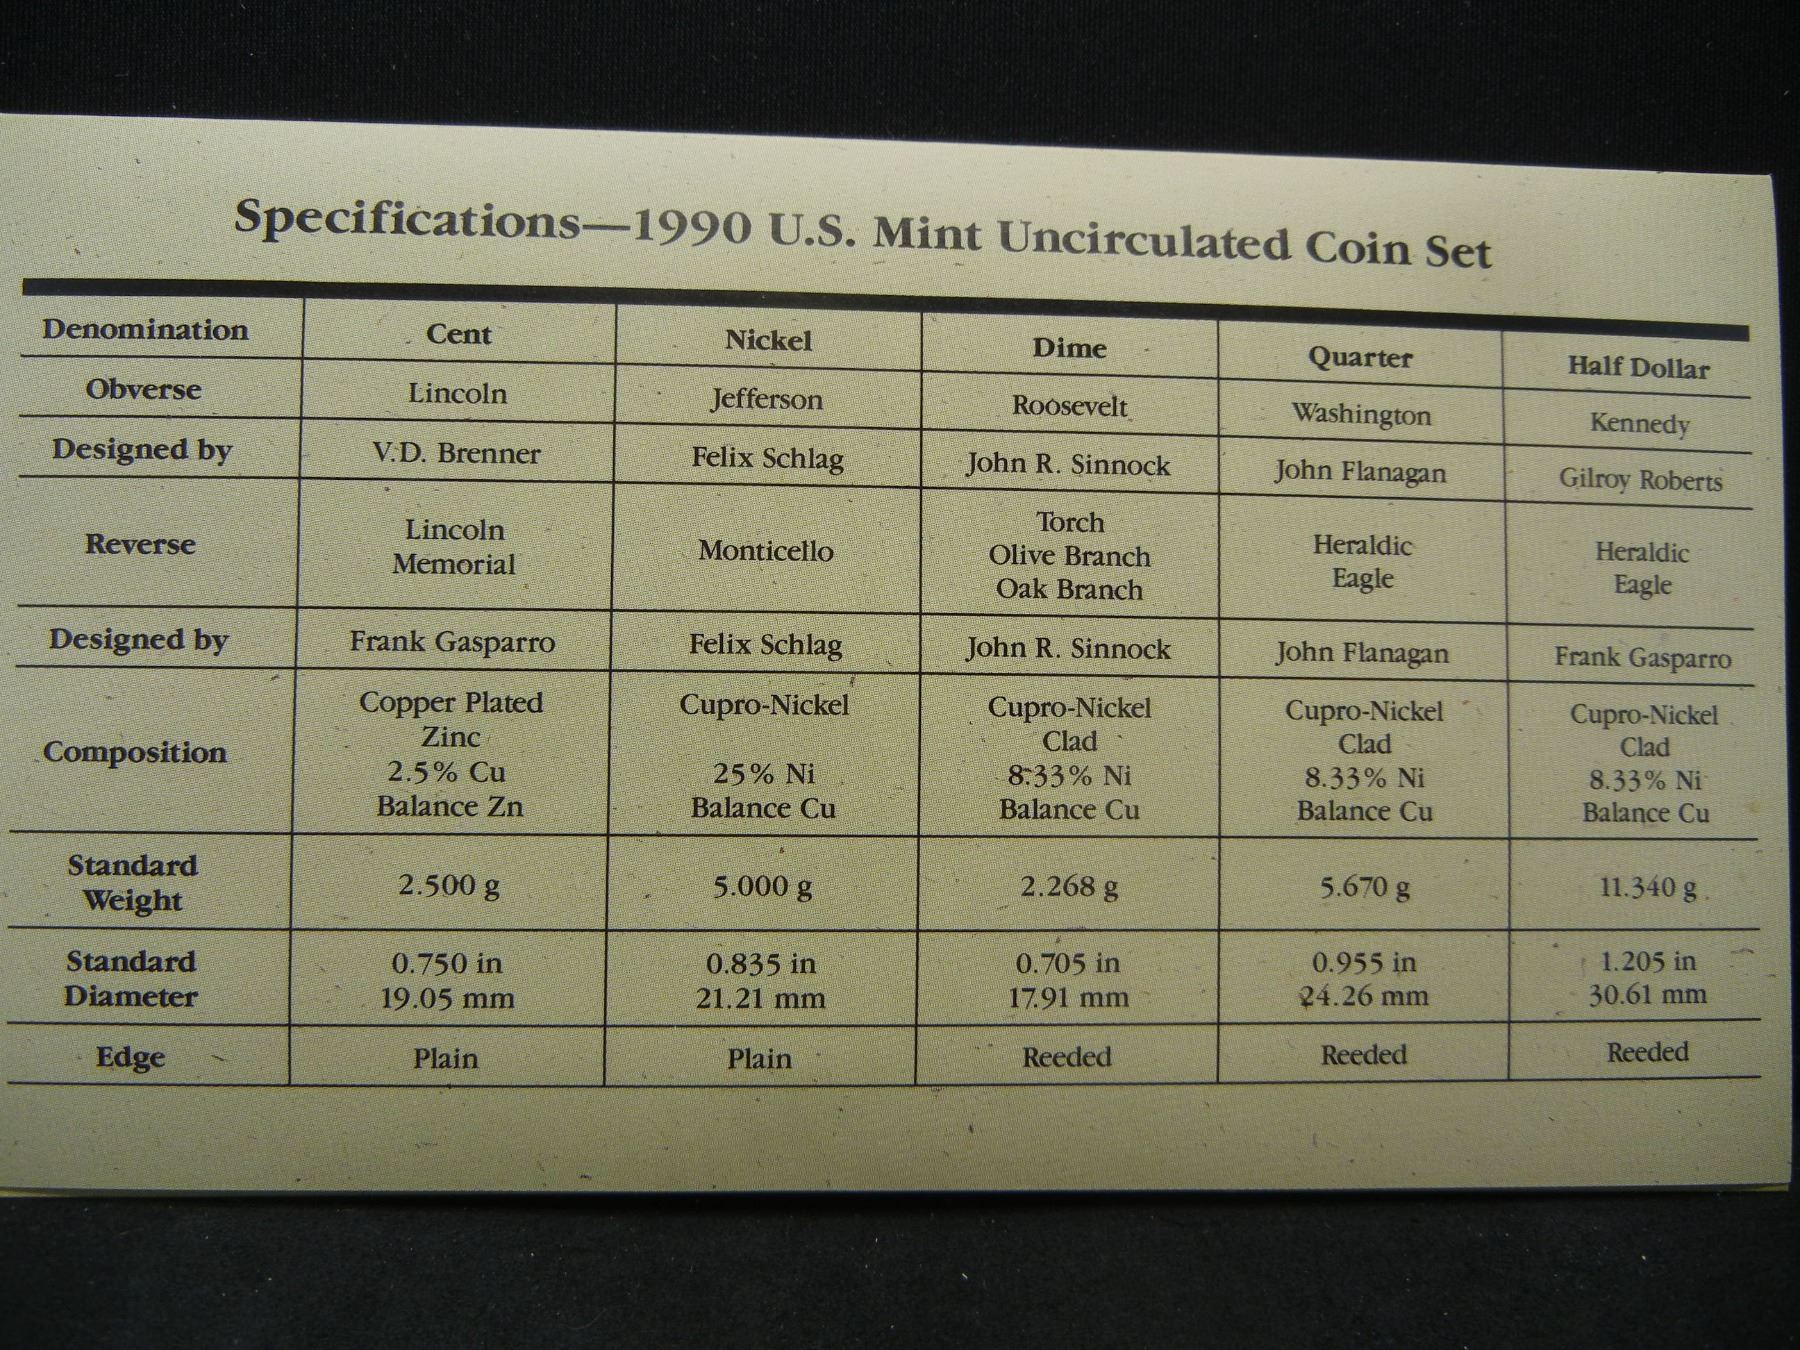 Specifications—1990 U.S. Mint Uncirculated Coin Set
Denomination Cent Nickel Dime Quarter Half Dollar
Obverse Lincoln Jefferson Roosevelt Washington Kennedy
Designed by V.D. Brenner Felix Schlag John R. Sinnock John Flanagan Gilroy Roberts
Reverse
Lincoln
Memorial
Monticello
Torch
Olive Branch
Oak Branch
Heraldic
Eagle
Heraldic
Eagle
Designed by Frank Gasparro Felix Schlag John R. Sinnock John Flanagan Frank Gasparro
Composition
Copper Plated
Zinc
2.5% Cu
Balance Zn
Cupro-Nickel
25% Ni
Balance Cu
Cupro-Nickel
Clad
8.33% Ni
Balance Cu
Cupro-Nickel
Clad
8.33% Ni
Balance Cu
Cupro-Nickel
Clad
8.33% Ni
Balance Cu
Standard
Weight
2.500 g 5.000 g 2.268 g 5.670 g 11.340 g
Standard
Diameter
0.750 in
19.05 mm
0.835 in
21.21 mm
0.705 in
17.91 mm
0.955 in
24.26 mm
1.205 in
30.61 mm
Edge Plain Plain Reeded Reeded Reeded